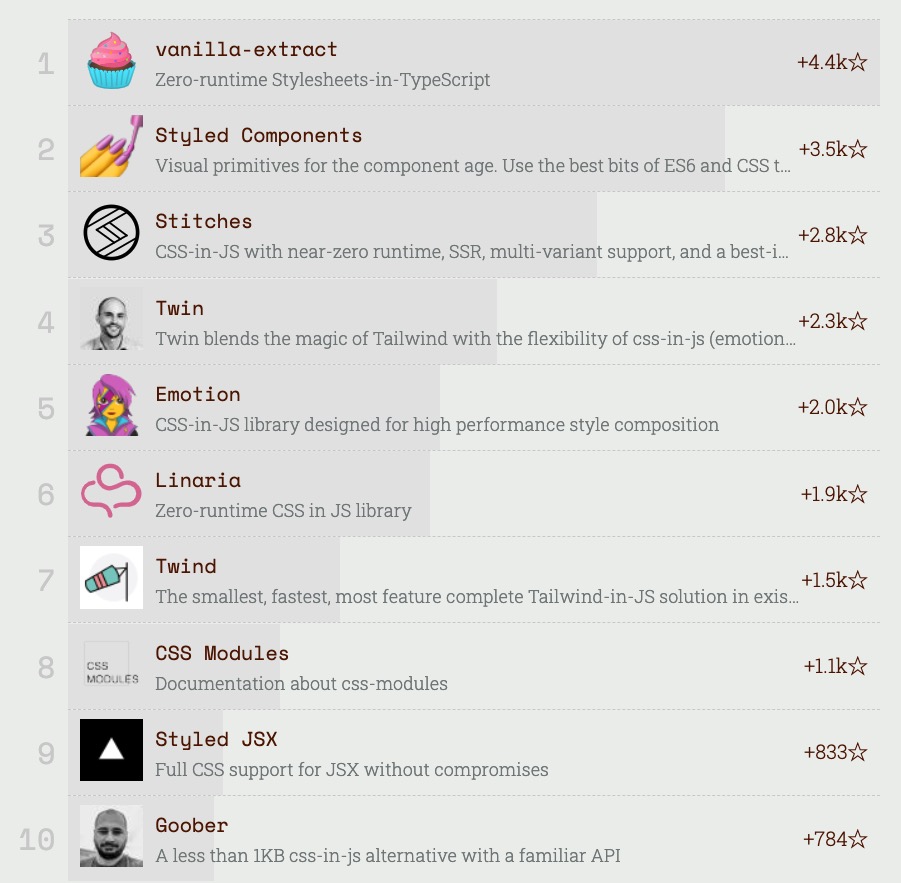 1
vanilla-extract
Zero-runtime Stylesheets-in-TypeScript
+4.4k☆
2
Styled Components
Visual primitives for the component age. Use the best bits of ES6 and CSS t...
+3.5k☆
3
Stitches
CSS-in-JS with near-zero runtime, SSR, multi-variant support, and a best-i...
+2.8k☆
4
Twin
Twin blends the magic of Tailwind with the flexibility of css-in-js (emotion...
+2.3k☆
5
Emotion
CSS-in-JS library designed for high performance style composition
+2.0k☆
6
Linaria
Zero-runtime CSS in JS library
+1.9k☆
7
Twind
The smallest, fastest, most feature complete Tailwind-in-JS solution in exis...
+1.5k☆
8
CSS
MODULES
CSS Modules
Documentation about css-modules
+1.1k☆
9
Styled JSX
Full CSS support for JSX without compromises
+833☆
10
Goober
A less than 1KB css-in-js alternative with a familiar API
+784☆